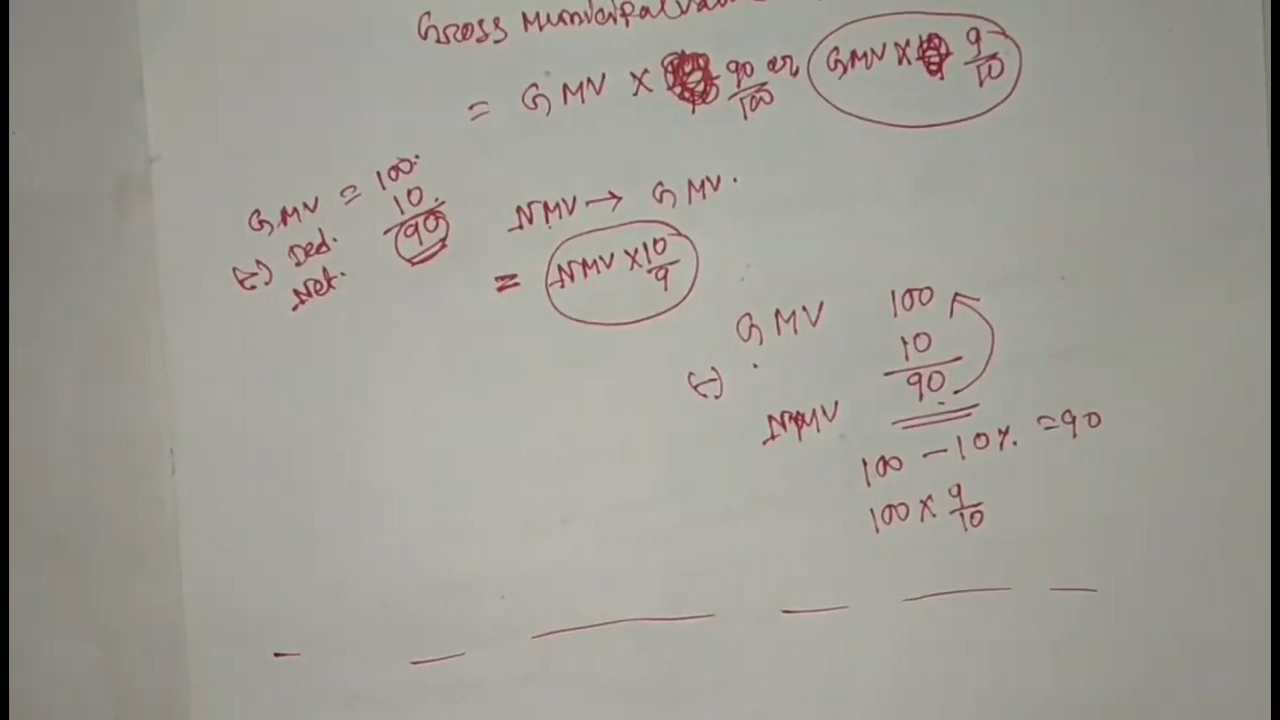 Gross Municipal
= GMV × 90/100 or GMV × 9/10
GMV = 100
(-) Ded. 10
Net. 90
NMV → GMV.
= NMV × 10/9
GMV 100
(-) 10
NMV 90
100 - 10% = 90
100 × 9/10